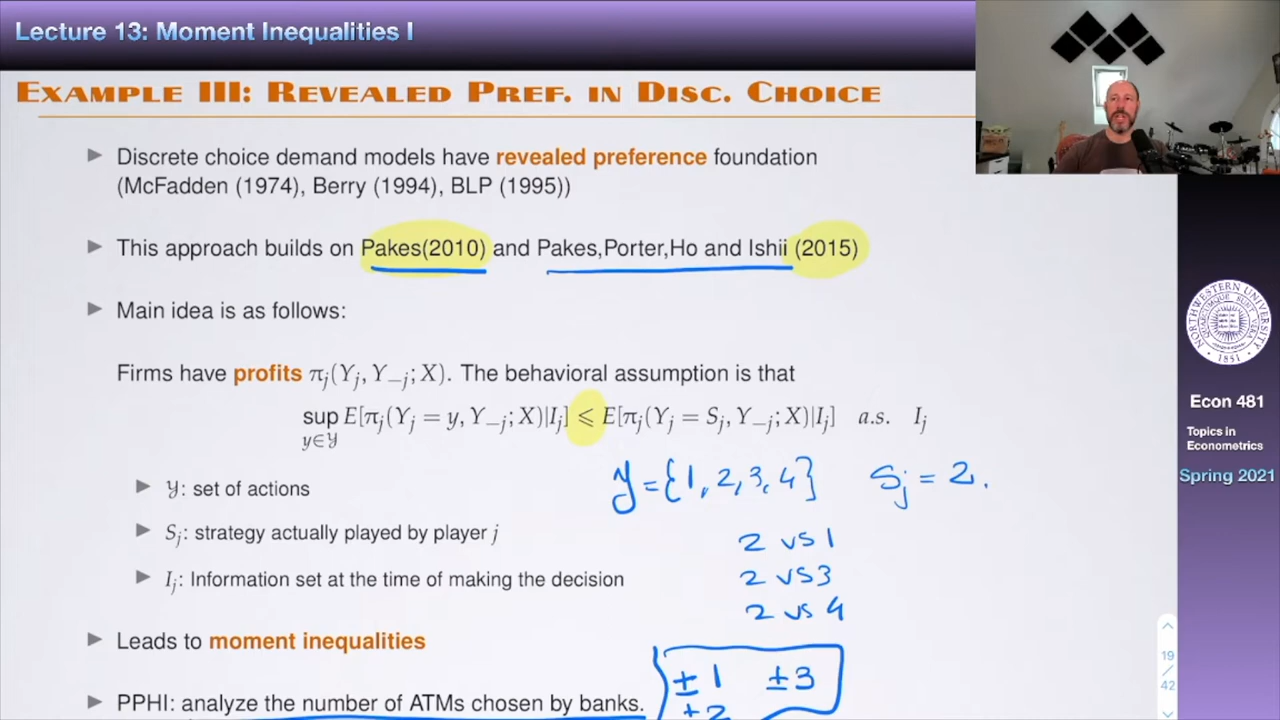 Lecture 13: Moment Inequalities I
EXAMPLE III: REVEALED PREF. IN DISC. CHOICE
▶ Discrete choice demand models have revealed preference foundation
(McFadden (1974), Berry (1994), BLP (1995))
▶ This approach builds on Pakes(2010) and Pakes,Porter,Ho and Ishii (2015)
▶ Main idea is as follows:
Firms have profits πj(Yj, Y−j; X). The behavioral assumption is that
sup E[πj(Yj = y, Y−j; X)|Ij] ⩽ E[πj(Yj = Sj, Y−j; X)|Ij] a.s. Ij
y∈𝒴
𝒴 = {1, 2, 3, 4} Sj = 2.
▶ 𝒴: set of actions
▶ Sj: strategy actually played by player j
2 vs 1
▶ Ij: Information set at the time of making the decision
2 vs 3
2 vs 4
▶ Leads to moment inequalities
± 1 ± 3
▶ PPHI: analyze the number of ATMs chosen by banks.
± 2
NORTHWESTERN UNIVERSITY
1851
Econ 481
Topics in
Econometrics
Spring 2021
19
/
42